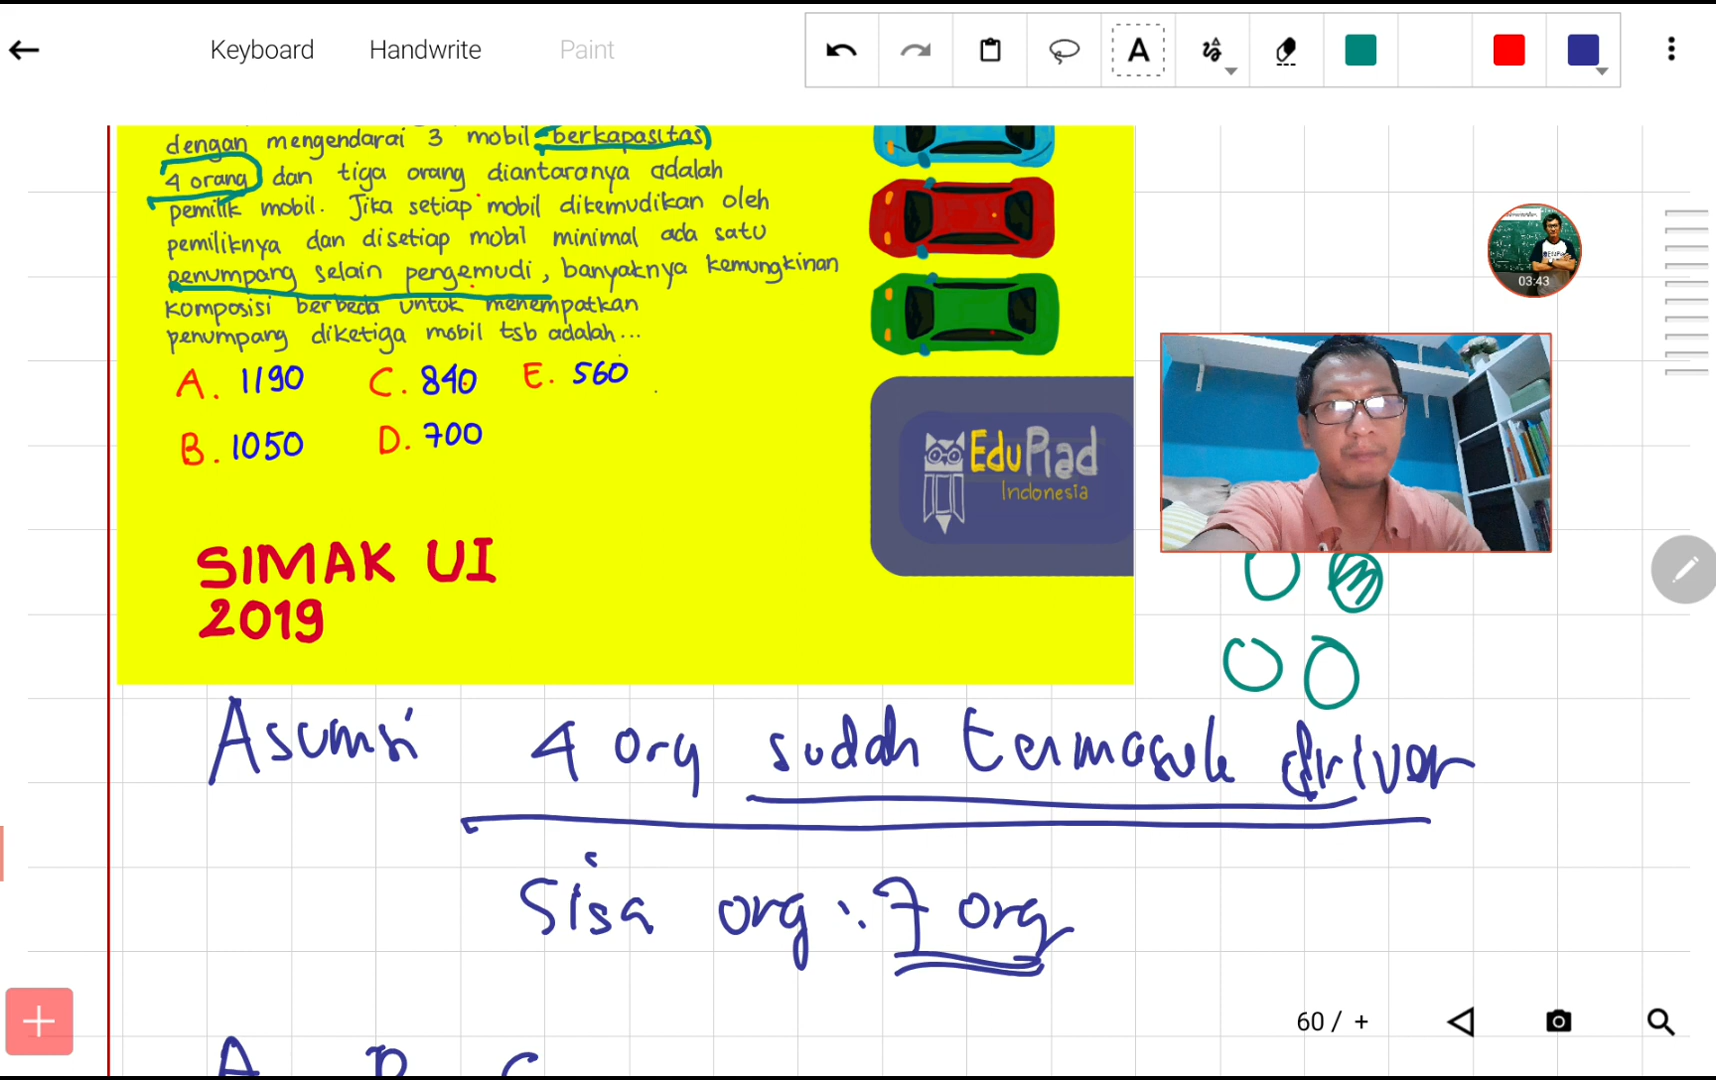 Keyboard Handwrite Paint
A
dengan mengendarai 3 mobil berkapasitas
4 orang dan tiga orang diantaranya adalah
pemilik mobil. Jika setiap mobil dikemudikan oleh
pemiliknya dan disetiap mobil minimal ada satu
penumpang selain pengemudi, banyaknya kemungkinan
komposisi berbeda untuk menempatkan
penumpang diketiga mobil tsb adalah...
A. 1190 C. 840 E. 560
B. 1050 D. 700
EduPiad
Indonesia
SIMAK UI
2019
03:43
Asumsi 4 org sudah termasuk driver
Sisa org : 7 org
A B C
60 / +